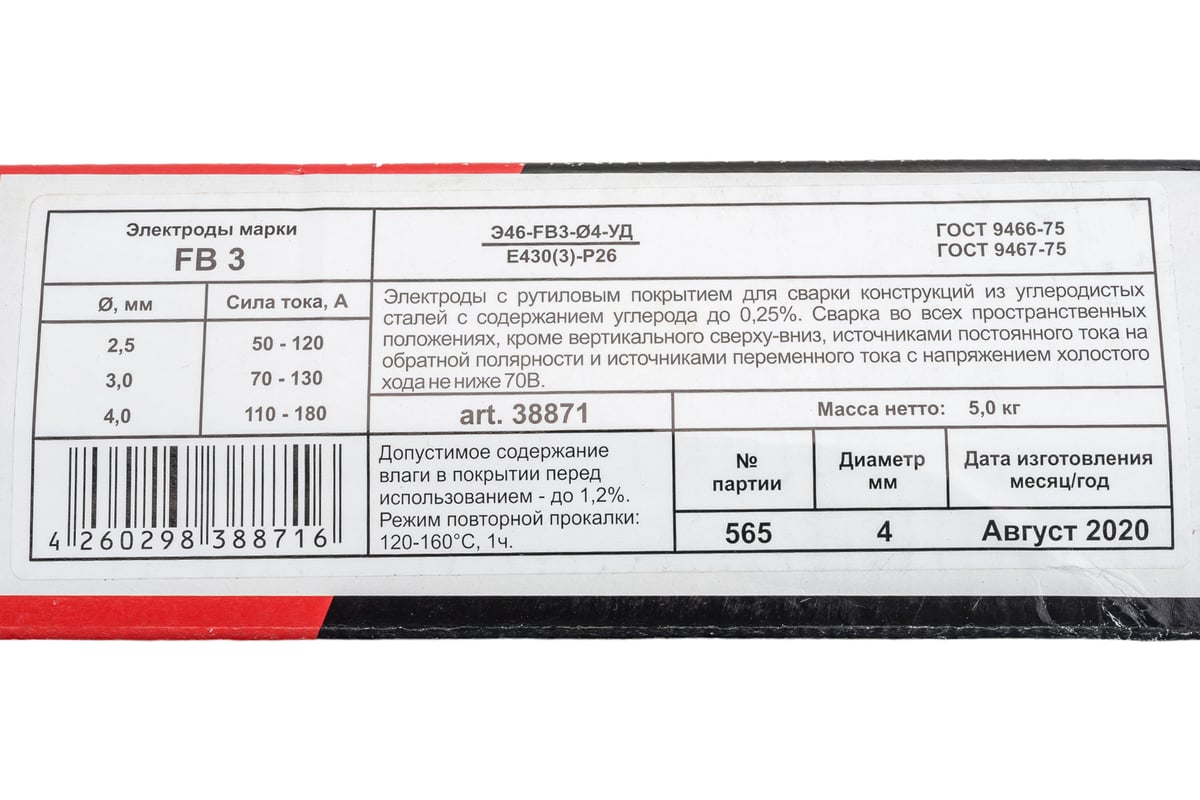 Электроды марки
FB 3
Э46-FB3-Ø4-УД
Е430(3)-Р26
ГОСТ 9466-75
ГОСТ 9467-75
Ø, мм
Сила тока, А
2,5
50 - 120
3,0
70 - 130
4,0
110 - 180
Электроды с рутиловым покрытием для сварки конструкций из углеродистых
сталей с содержанием углерода до 0,25%. Сварка во всех пространственных
положениях, кроме вертикального сверху-вниз, источниками постоянного тока на
обратной полярности и источниками переменного тока с напряжением холостого
хода не ниже 70В.
art. 38871
Масса нетто: 5,0 кг
4 260298 388716
Допустимое содержание
влаги в покрытии перед
использованием - до 1,2%.
Режим повторной прокалки:
120-160°С, 1ч.
№
партии
Диаметр
мм
Дата изготовления
месяц/год
565
4
Август 2020